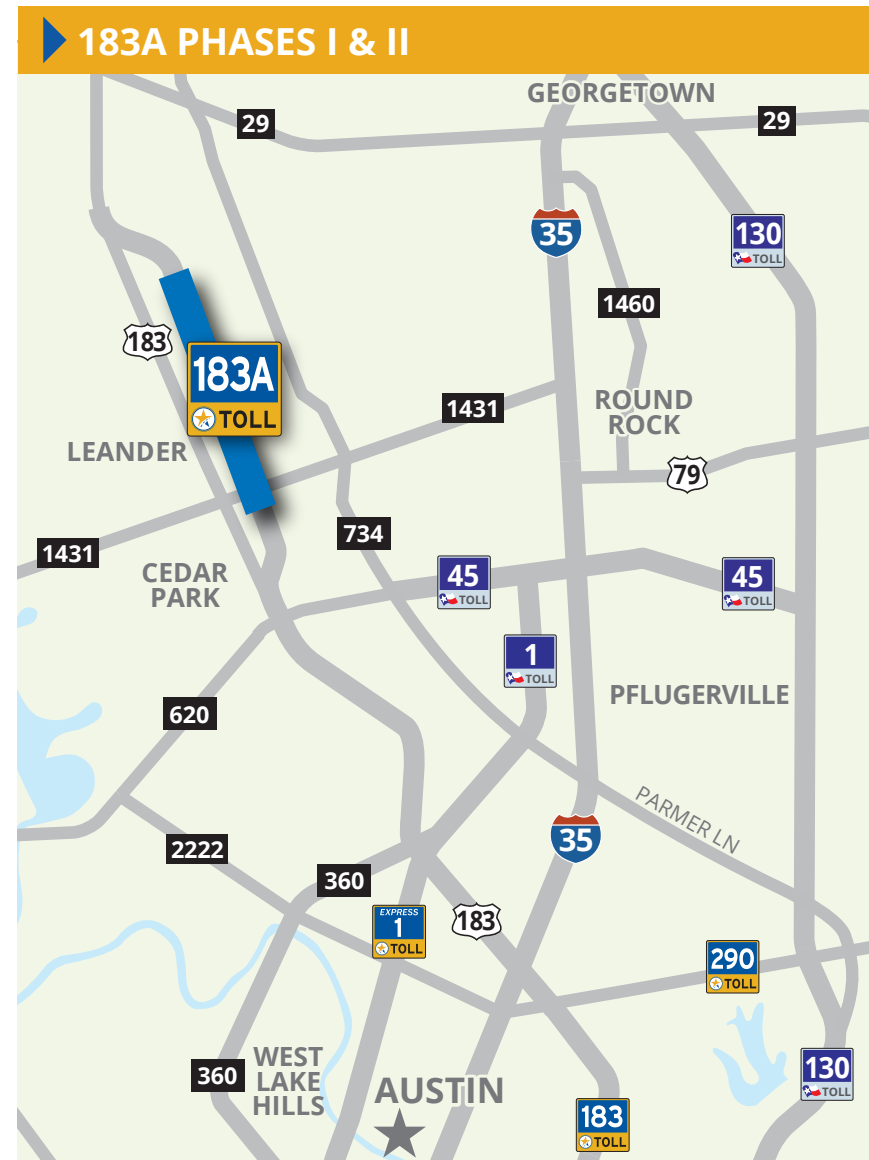 183A PHASES I & II
GEORGETOWN
29
29
35
130
TOLL
1460
183
183A
TOLL
1431
ROUND
ROCK
LEANDER
79
734
1431
CEDAR
PARK
45
TOLL
45
TOLL
1
TOLL
PFLUGERVILLE
620
PARMER LN
35
2222
360
EXPRESS
1
TOLL
183
290
TOLL
WEST
LAKE
HILLS
360
130
TOLL
AUSTIN
183
TOLL